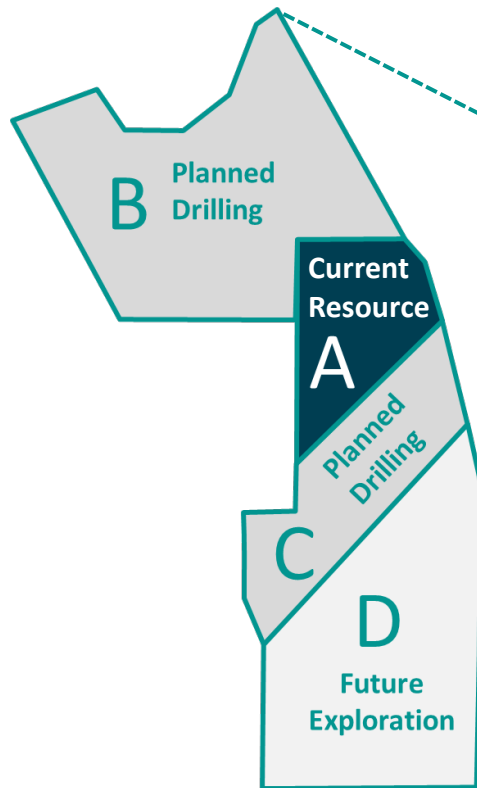 B
Planned
Drilling
Current
Resource
A
Planned
Drilling
C
D
Future
Exploration